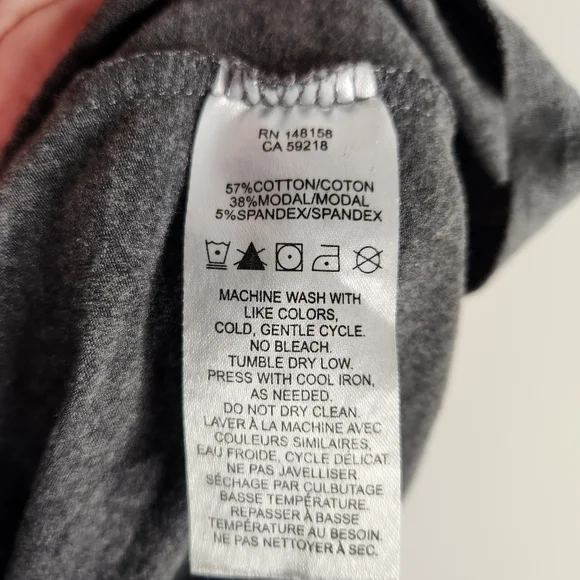 RN 148158
CA 59218
57%COTTON/COTON
38%MODAL/MODAL
5%SPANDEX/SPANDEX
MACHINE WASH WITH
LIKE COLORS,
COLD, GENTLE CYCLE.
NO BLEACH.
TUMBLE DRY LOW.
PRESS WITH COOL IRON,
AS NEEDED.
DO NOT DRY CLEAN.
LAVER À LA MACHINE AVEC
COULEURS SIMILAIRES,
EAU FROIDE, CYCLE DÉLICAT.
NE PAS JAVELLISER.
SÉCHAGE PAR CULBUTAGE
BASSE TEMPÉRATURE.
REPASSER À BASSE
TEMPÉRATURE AU BESOIN.
NE PAS NETTOYER À SEC.